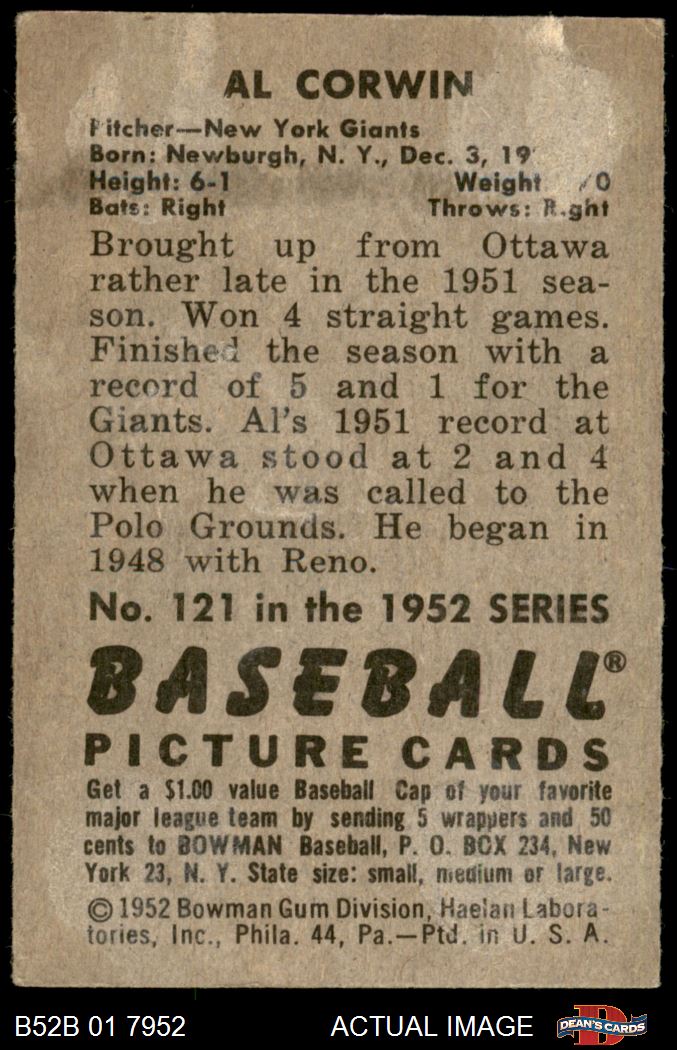 AL CORWIN
Pitcher—New York Giants
Born: Newburgh, N. Y., Dec. 3, 19
Height: 6-1 Weight 0
Bats: Right Throws: Right
Brought up from Ottawa
rather late in the 1951 sea-
son. Won 4 straight games.
Finished the season with a
record of 5 and 1 for the
Giants. Al's 1951 record at
Ottawa stood at 2 and 4
when he was called to the
Polo Grounds. He began in
1948 with Reno.
No. 121 in the 1952 SERIES
BASEBALL®
PICTURE CARDS
Get a $1.00 value Baseball Cap of your favorite
major league team by sending 5 wrappers and 50
cents to BOWMAN Baseball, P. O. BOX 234, New
York 23, N. Y. State size: small, medium or large.
© 1952 Bowman Gum Division, Haelan Labora-
tories, Inc., Phila. 44, Pa.—Ptd. in U. S. A.
B52B 01 7952 ACTUAL IMAGE DEAN'S CARDS